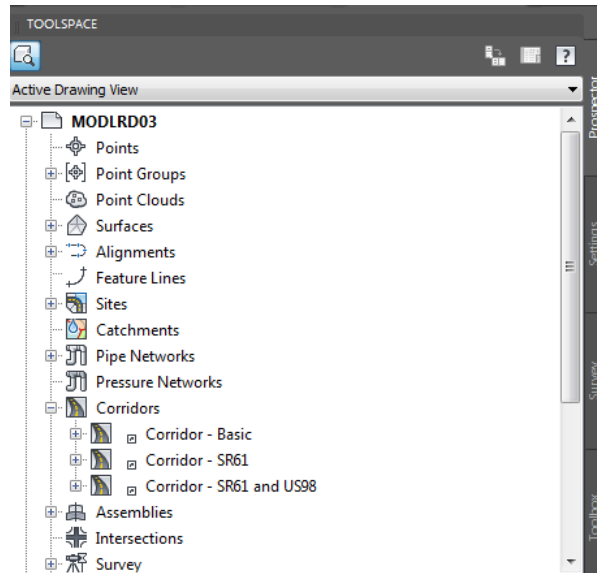 TOOLSPACE
?
Active Drawing View
MODLRD03
Points
Point Groups
Point Clouds
Surfaces
Alignments
Feature Lines
Sites
Catchments
Pipe Networks
Pressure Networks
Corridors
Corridor - Basic
Corridor - SR61
Corridor - SR61 and US98
Assemblies
Intersections
Survey
Prospector
Settings
Survey
Toolbox